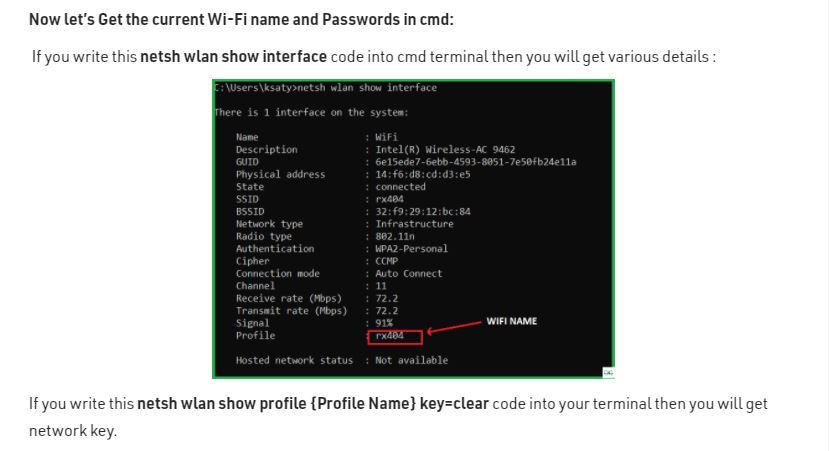 Now let's Get the current Wi-Fi name and Passwords in cmd:
If you write this netsh wlan show interface code into cmd terminal then you will get various details :
C:\Users\ksaty>netsh wlan show interface
There is 1 interface on the system:
Name : WiFi
Description : Intel(R) Wireless-AC 9462
GUID : 6e15ede7-6ebb-4593-8051-7e50fb24e11a
Physical address : 14:f6:d8:cd:d3:e5
State : connected
SSID : rx404
BSSID : 32:f9:29:12:bc:84
Network type : Infrastructure
Radio type : 802.11n
Authentication : WPA2-Personal
Cipher : CCMP
Connection mode : Auto Connect
Channel : 11
Receive rate (Mbps) : 72.2
Transmit rate (Mbps) : 72.2
Signal : 91%
WIFI NAME
Profile : rx404
Hosted network status : Not available
If you write this netsh wlan show profile {Profile Name} key=clear code into your terminal then you will get
network key.